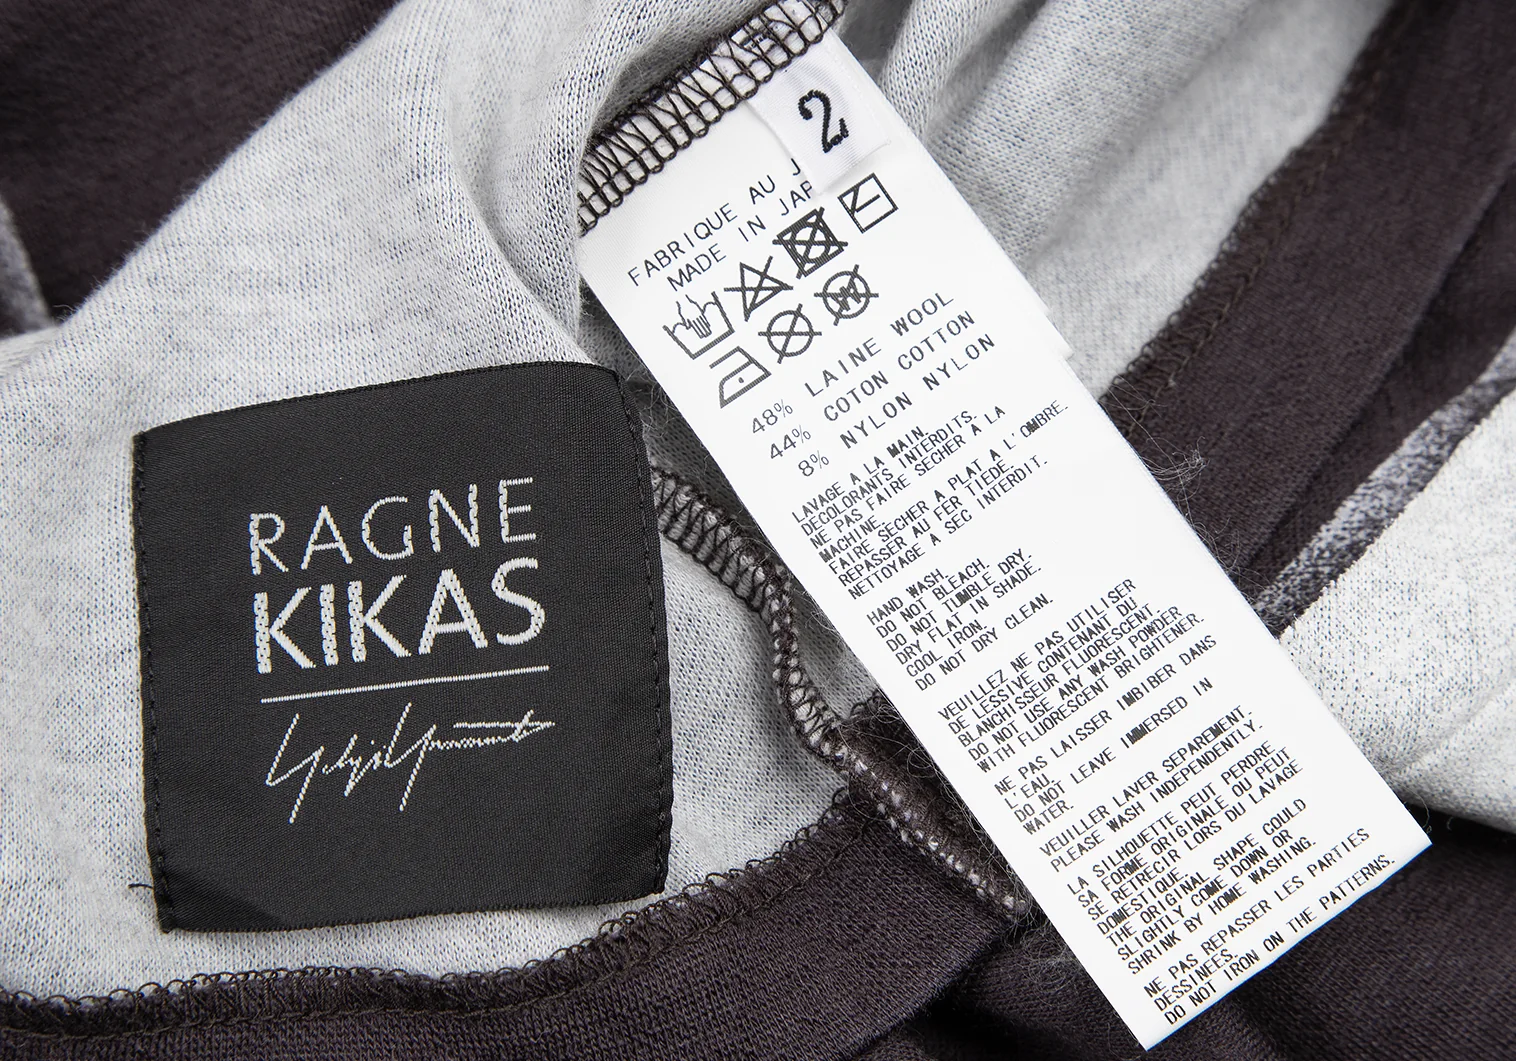 RAGNE
KIKAS
Yohji Yamamoto
2
FABRIQUE AU J
MADE IN JAP
48% LAINE WOOL
44% COTON COTTON
8% NYLON NYLON
LAVAGE A LA MAIN.
DECOLORANTS INTERDITS.
NE PAS FAIRE SECHER A LA
MACHINE.
FAIRE SECHER A PLAT A L'OMBRE.
REPASSER AU FER TIEDE.
NETTOYAGE A SEC INTERDIT.
HAND WASH.
DO NOT BLEACH.
DO NOT TUMBLE DRY.
DRY FLAT IN SHADE.
COOL IRON.
DO NOT DRY CLEAN.
VEUILLEZ NE PAS UTILISER
DE LESSIVE CONTENANT DU
BLANCHISSEUR FLUORESCENT.
DO NOT USE ANY WASH POWDER
WITH FLUORESCENT BRIGHTENER.
NE PAS LAISSER IMBIBER DANS
L'EAU.
DO NOT LEAVE IMMERSED IN
WATER.
VEUILLER LAVER SEPAREMENT.
PLEASE WASH INDEPENDENTLY.
LA SILHOUETTE PEUT PERDRE
SA FORME ORIGINALE OU PEUT
SE RETRECIR LORS DU LAVAGE
DOMESTIQUE.
THE ORIGINAL SHAPE COULD
SLIGHTLY COME DOWN OR
SHRINK BY HOME WASHING.
NE PAS REPASSER LES PARTIES
DESSINEES.
DO NOT IRON ON THE PATTERNS.